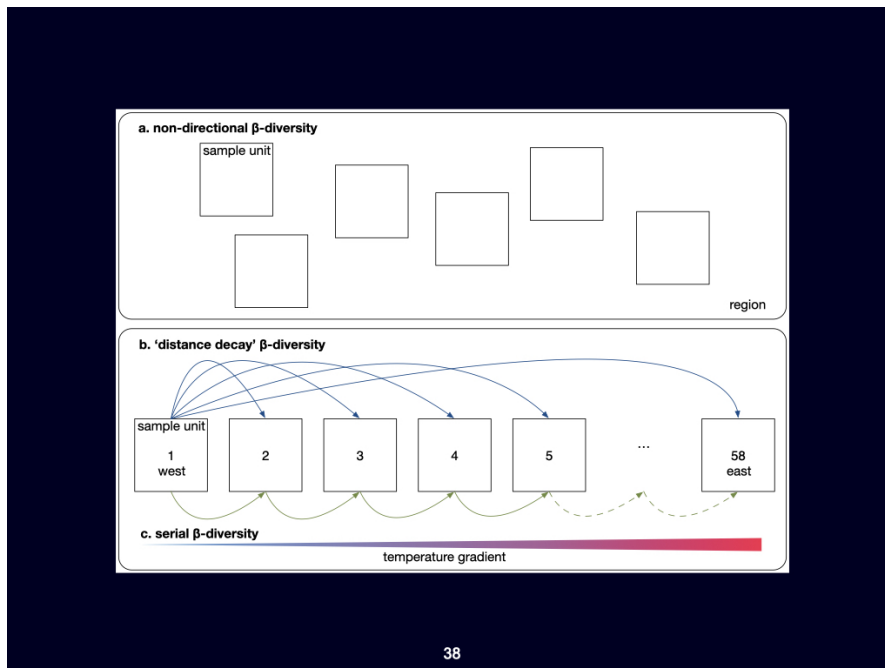 a. non-directional β-diversity
sample unit
region
b. ‘distance decay’ β-diversity
sample unit
1
west
2
3
4
5
...
58
east
c. serial β-diversity
temperature gradient
38